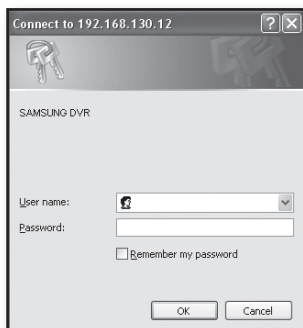 Connect to 192.168.130.12
SAMSUNG DVR
User name:
Password:
Remember my password
OK
Cancel